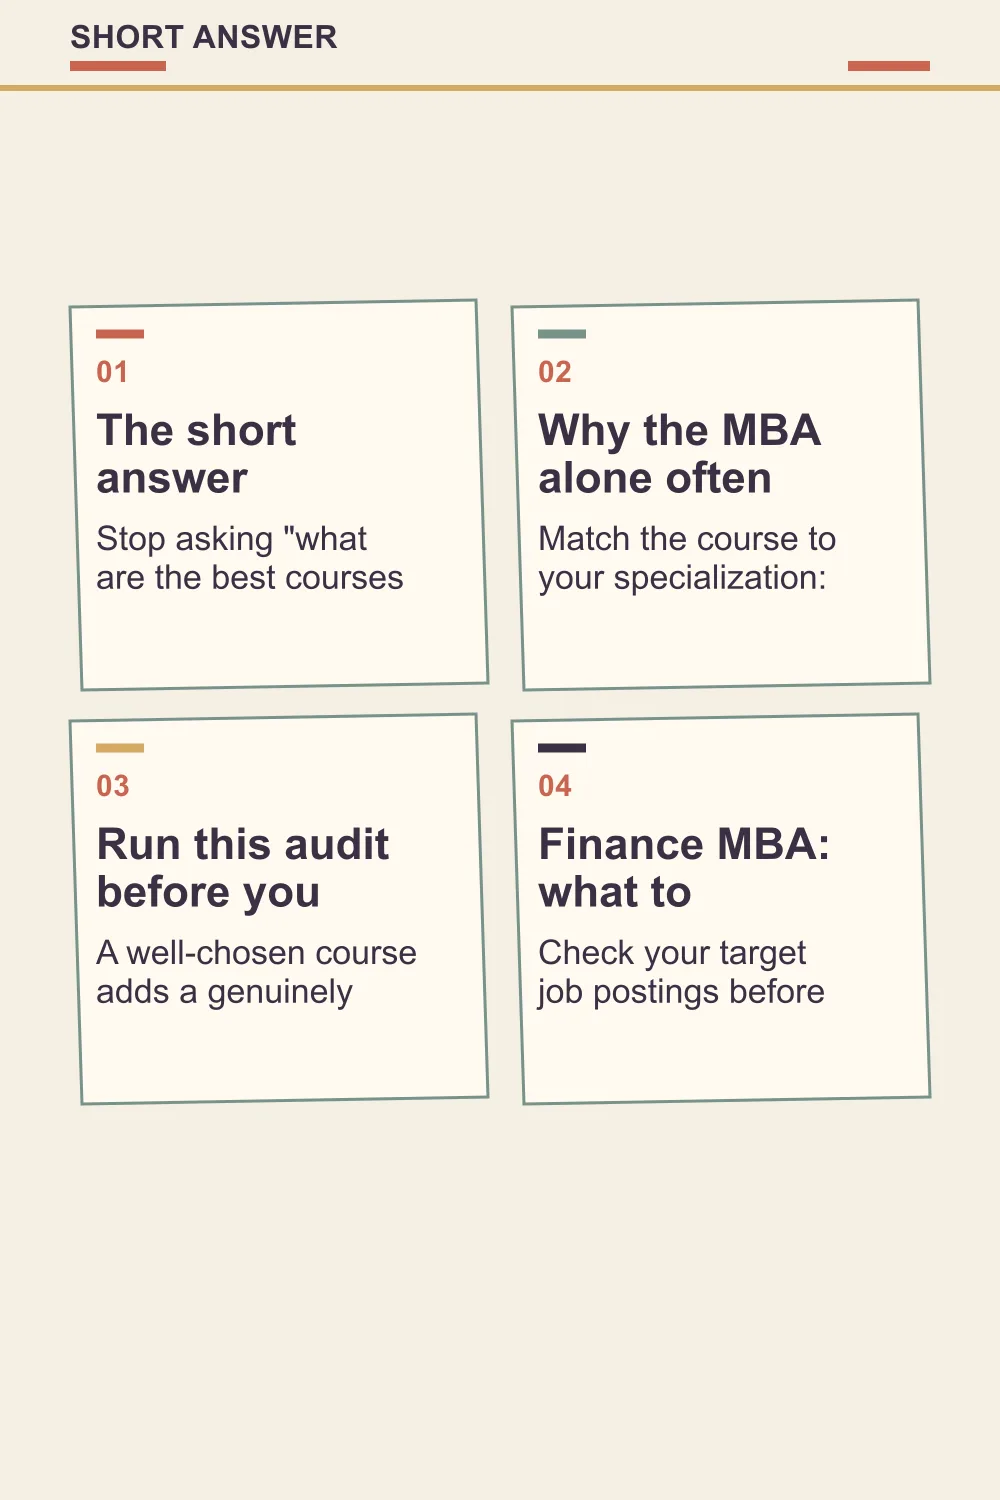 SHORT ANSWER
01
The short
answer
Stop asking "what
are the best courses
02
Why the MBA
alone often
Match the course to
your specialization:
03
Run this audit
before you
A well-chosen course
adds a genuinely
04
Finance MBA:
what to
Check your target
job postings before